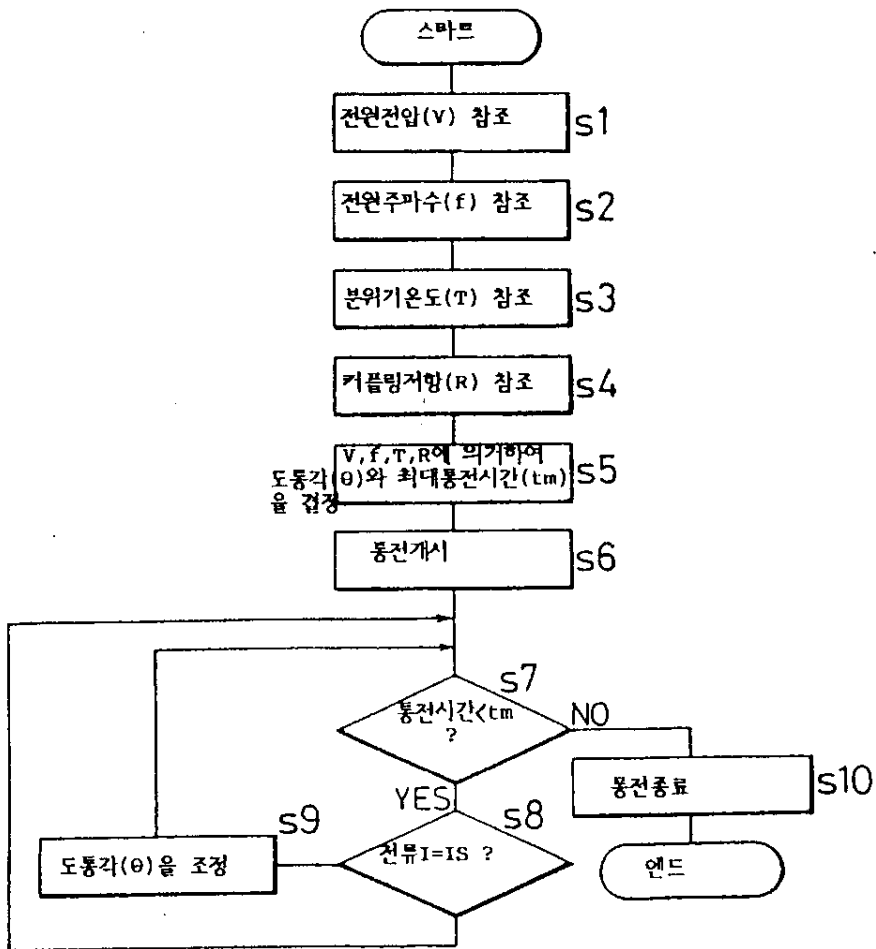 스타트
전원전압(V) 참조
s1
전원주파수(f) 참조
s2
분위기온도(T) 참조
s3
커플링저항(R) 참조
s4
V,f,T,R에 의거하여
도통각(θ)와 최대통전시간(tm)
을 결정
s5
통전개시
s6
s7
통전시간<tm
?
NO
통전종료
s10
YES
s8
s9
전류I=IS ?
도통각(θ)을 조정
엔드